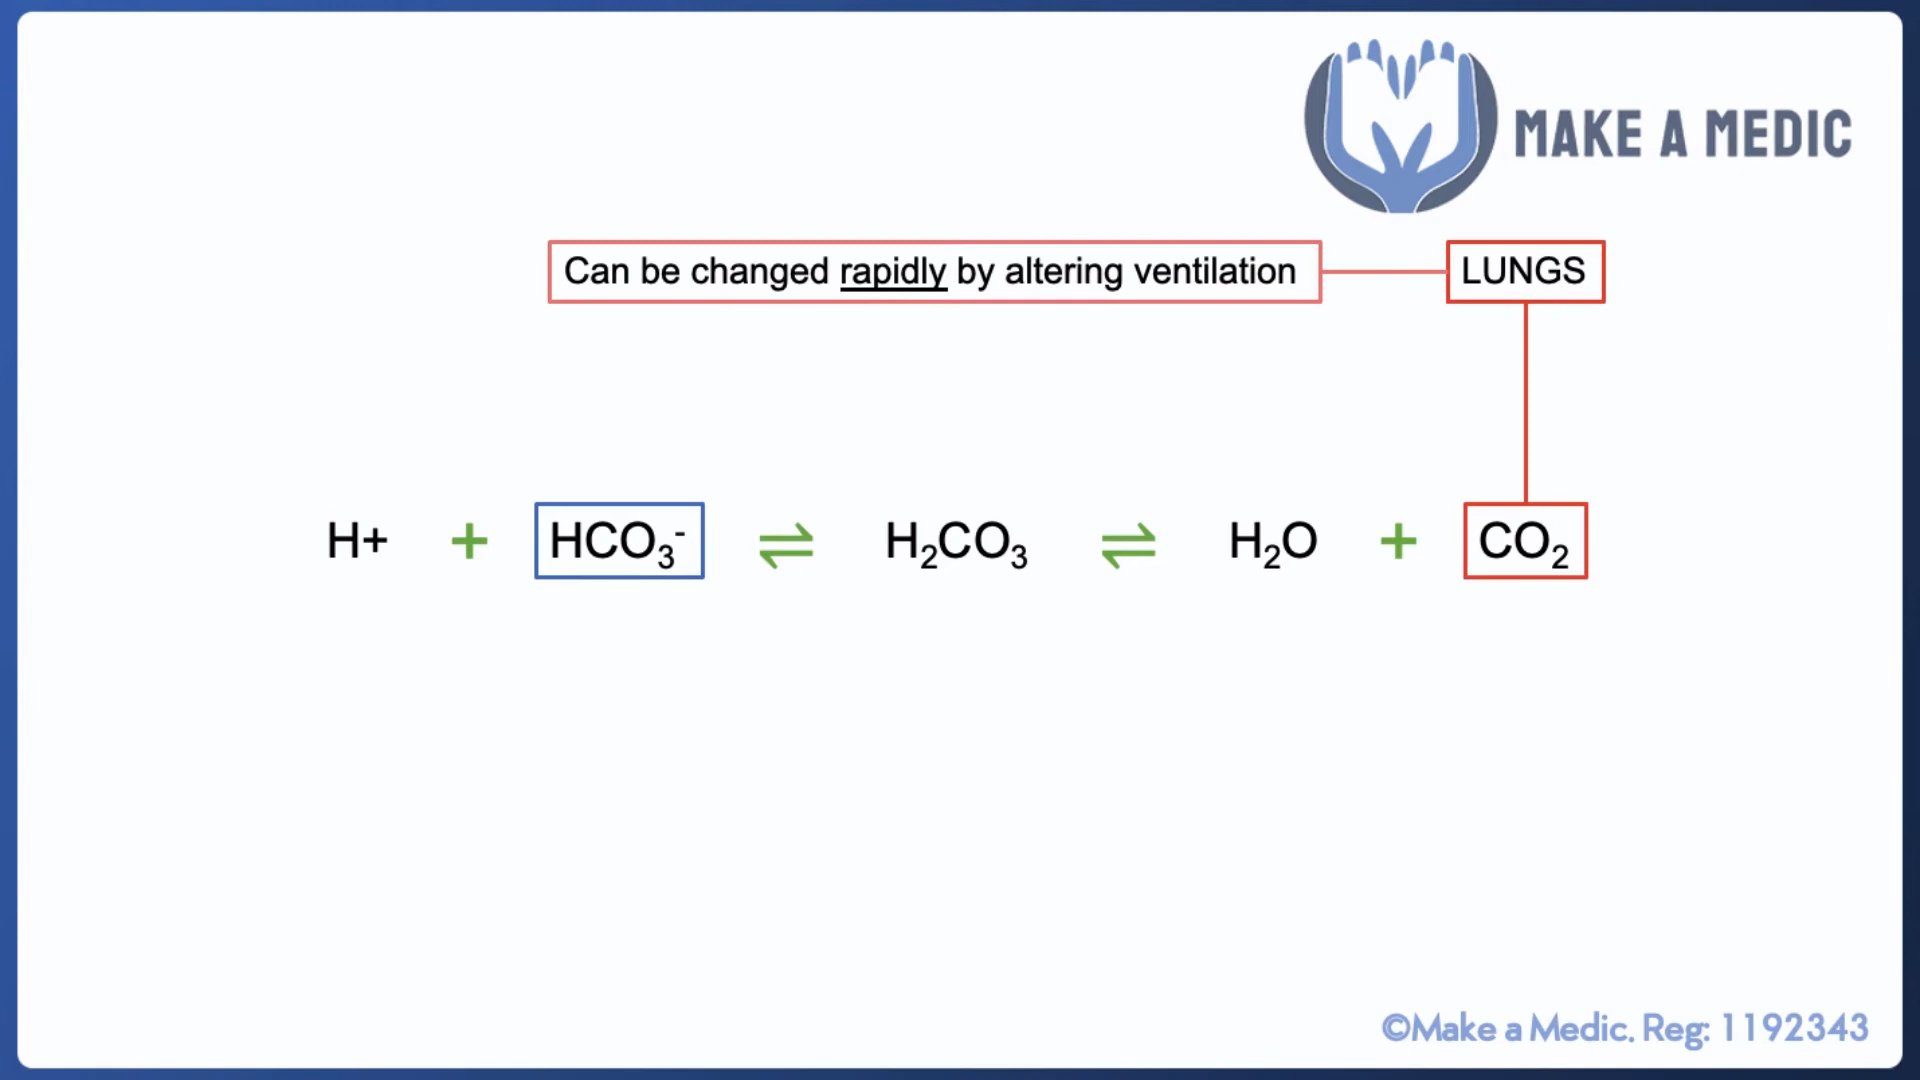 MAKE A MEDIC
Can be changed rapidly by altering ventilation
LUNGS
H+ + HCO₃⁻ ⇌ H₂CO₃ ⇌ H₂O + CO₂
©Make a Medic. Reg: 1192343